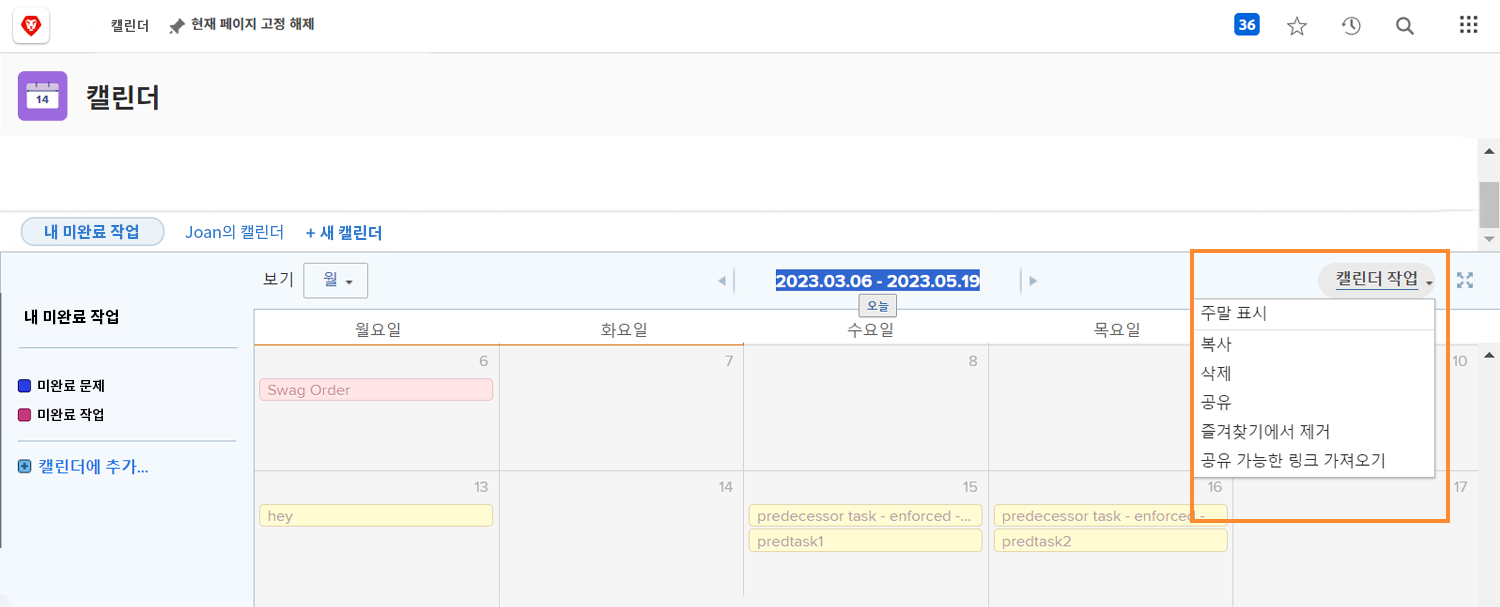 캘린더
현재 페이지 고정 해제
36
14
캘린더
내 미완료 작업
Joan의 캘린더
+ 새 캘린더
보기
월
2023.03.06 - 2023.05.19
오늘
캘린더 작업
주말 표시
복사
삭제
공유
즐겨찾기에서 제거
공유 가능한 링크 가져오기
내 미완료 작업
미완료 문제
미완료 작업
캘린더에 추가...
월요일
화요일
수요일
목요일
6
7
8
10
Swag Order
13
14
15
16
17
hey
predecessor task - enforced -...
predecessor task - enforced -
predtask1
predtask2